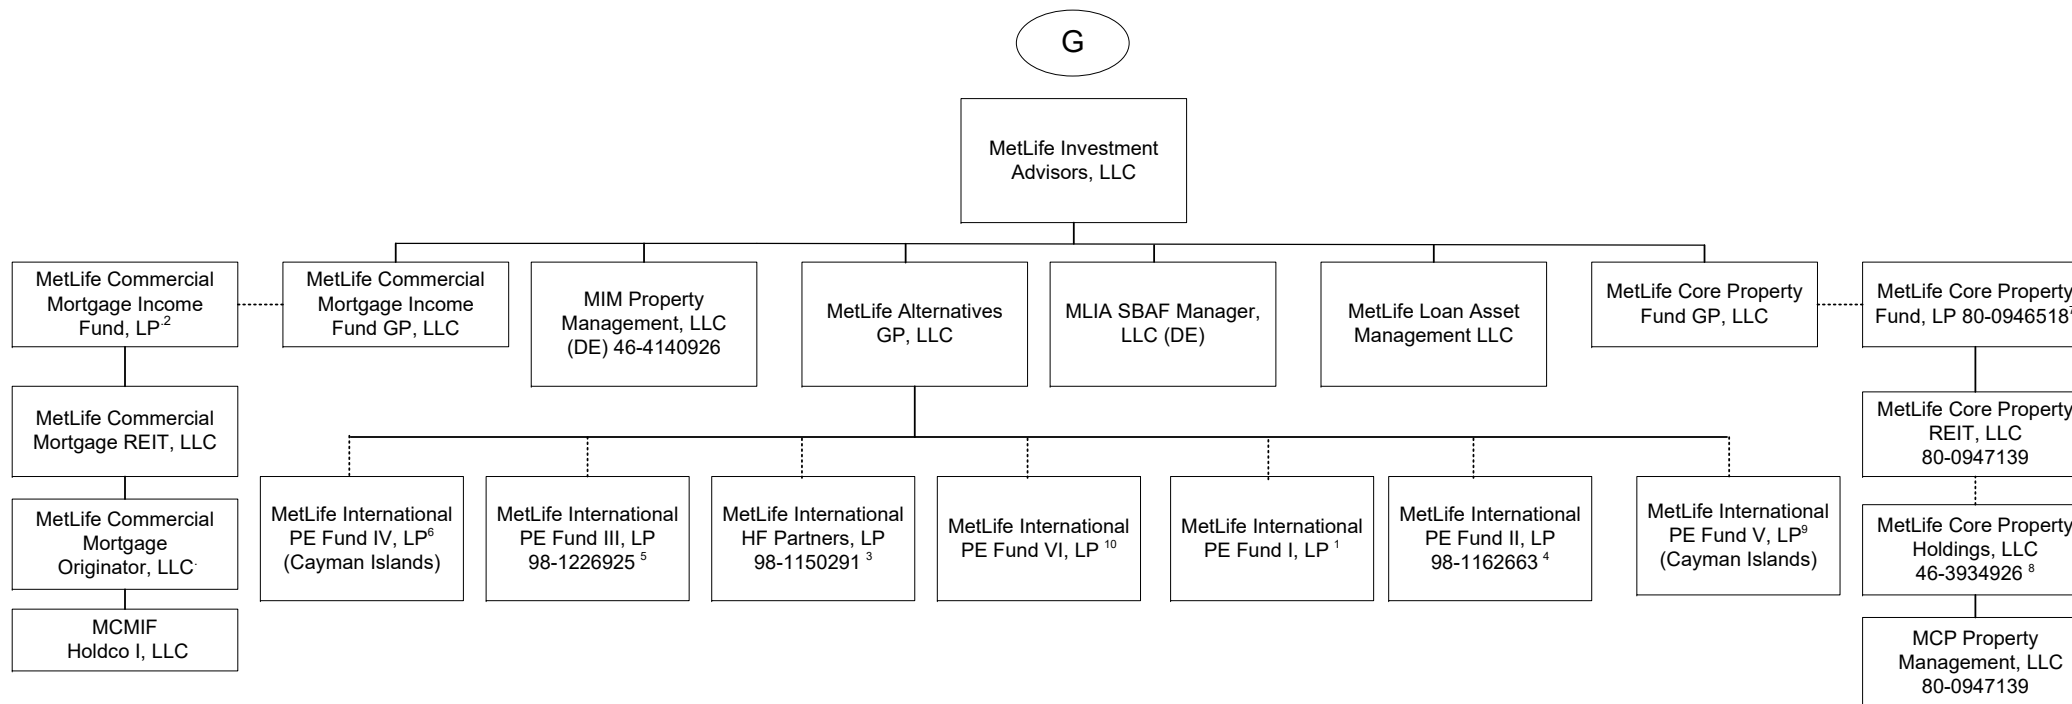 G
MetLife Investment
Advisors, LLC
MetLife Commercial
Mortgage Income
Fund, LP.2
MetLife Commercial
Mortgage Income
Fund GP, LLC
MIM Property
Management, LLC
(DE) 46-4140926
MetLife Alternatives
GP, LLC
MLIA SBAF Manager,
LLC (DE)
MetLife Loan Asset
Management LLC
MetLife Core Property
Fund GP, LLC
MetLife Core Property
Fund, LP 80-0946518
MetLife Commercial
Mortgage REIT, LLC
MetLife Core Property
REIT, LLC
80-0947139
MetLife Commercial
Mortgage
Originator, LLC.
MetLife International
PE Fund IV, LP6
(Cayman Islands)
MetLife International
PE Fund III, LP
98-1226925 5
MetLife International
HF Partners, LP
98-1150291 3
MetLife International
PE Fund VI, LP 10
MetLife International
PE Fund I, LP 1
MetLife International
PE Fund II, LP
98-1162663 4
MetLife International
PE Fund V, LP9
(Cayman Islands)
MetLife Core Property
Holdings, LLC
46-3934926 8
MCMIF
Holdco I, LLC
MCP Property
Management, LLC
80-0947139